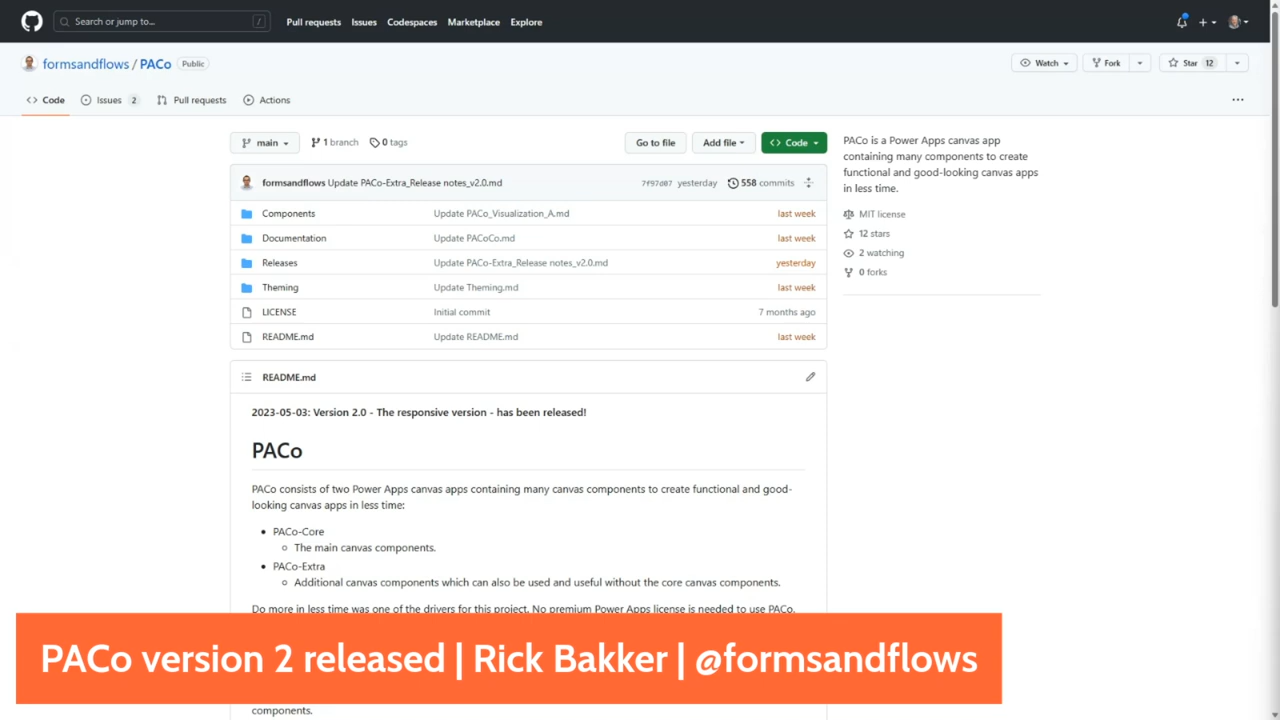 Search or jump to... /
Pull requests Issues Codespaces Marketplace Explore
formsandflows / PACo Public
Watch Fork Star 12
Code Issues 2 Pull requests Actions
main 1 branch 0 tags Go to file Add file Code
PACo is a Power Apps canvas app
containing many components to create
functional and good-looking canvas apps
in less time.
MIT license
12 stars
2 watching
0 forks
formsandflows Update PACo-Extra_Release notes_v2.0.md 7f97d07 yesterday 558 commits
Components Update PACo_Visualization_A.md last week
Documentation Update PACoCo.md last week
Releases Update PACo-Extra_Release notes_v2.0.md yesterday
Theming Update Theming.md last week
LICENSE Initial commit 7 months ago
README.md Update README.md last week
README.md
2023-05-03: Version 2.0 - The responsive version - has been released!
PACo
PACo consists of two Power Apps canvas apps containing many canvas components to create functional and good-
looking canvas apps in less time:
PACo-Core
The main canvas components.
PACo-Extra
Additional canvas components which can also be used and useful without the core canvas components.
Do more in less time was one of the drivers for this project. No premium Power Apps license is needed to use PACo.
PACo version 2 released | Rick Bakker | @formsandflows
components.